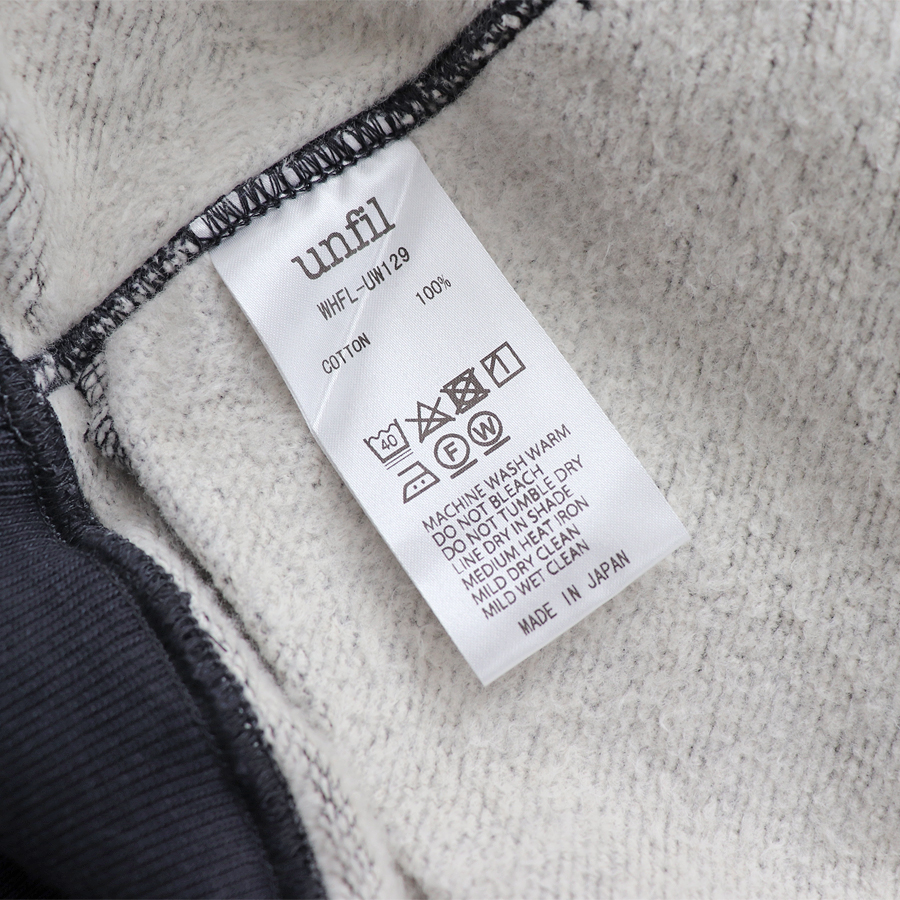 unfil
WHFL-UW129
COTTON 100%
40
F W
MACHINE WASH WARM
DO NOT BLEACH
DO NOT TUMBLE DRY
LINE DRY IN SHADE
MEDIUM HEAT IRON
MILD DRY CLEAN
MILD WET CLEAN
MADE IN JAPAN